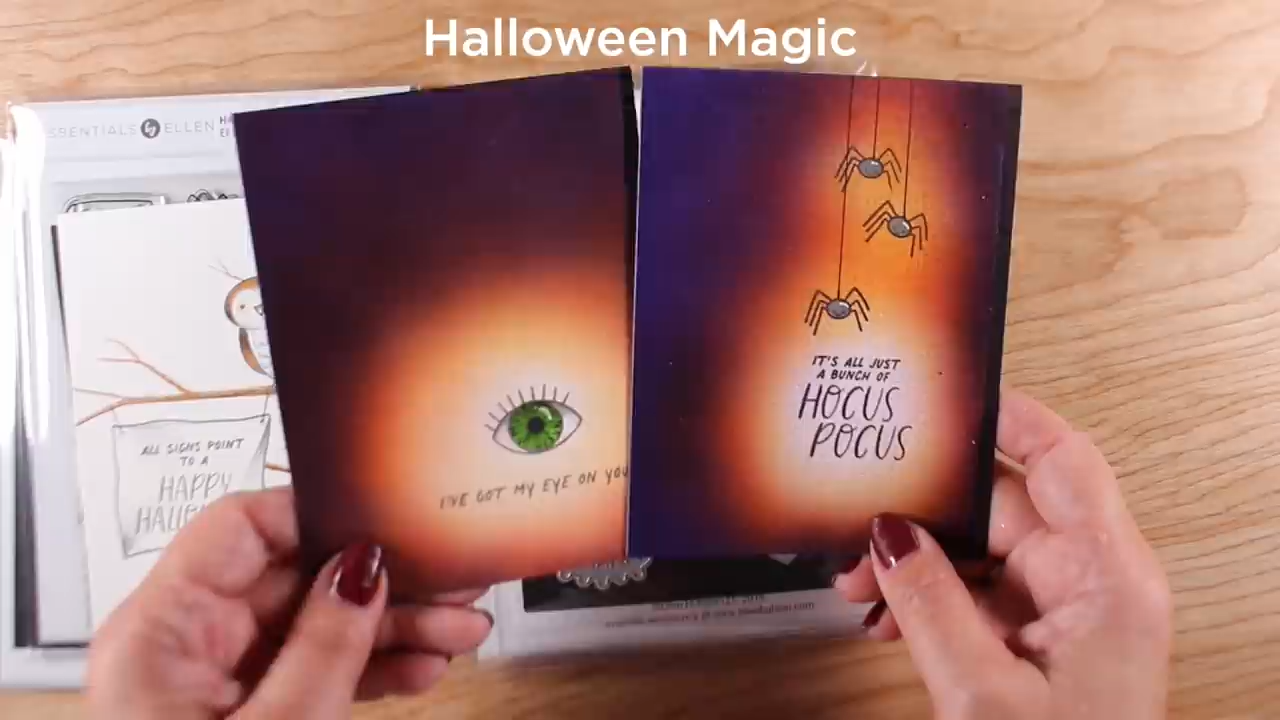 Halloween Magic
SSENTIALS ELLEN
ALL SIGNS POINT
TO A
HAPPY
I'VE GOT MY EYE ON YOU
IT'S ALL JUST
A BUNCH OF
HOCUS
POCUS